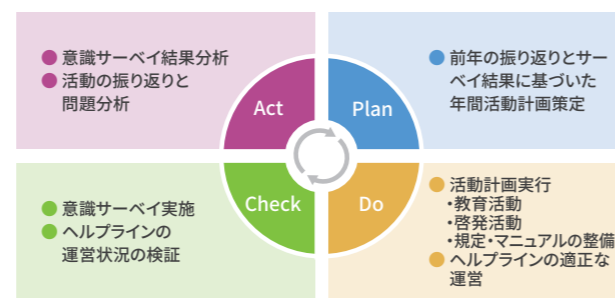 ● 意識サーベイ結果分析
● 活動の振り返りと
問題分析
Act
Plan
● 前年の振り返りとサー
ベイ結果に基づいた
年間活動計画策定
● 意識サーベイ実施
● ヘルプラインの
運営状況の検証
Check
Do
● 活動計画実行
・教育活動
・啓発活動
・規定・マニュアルの整備
● ヘルプラインの適正な
運営